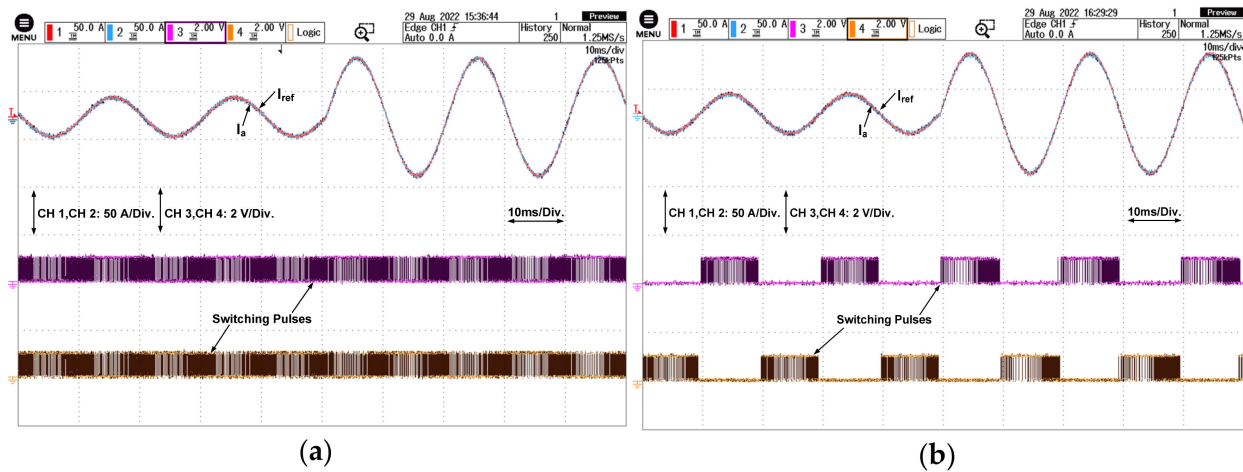 29 Aug 2022 15:36:44 1 Preview
MENU 1 50.0 A 2 50.0 A 3 2.00 V 4 2.00 V Logic Edge CH1 History Normal
Auto 0.0 A 250 1.25MS/s
10ms/div
125kPts
Iref
Ia
CH 1,CH 2: 50 A/Div. CH 3,CH 4: 2 V/Div. 10ms/Div.
Switching Pulses
(a)
29 Aug 2022 16:29:29 1 Preview
MENU 1 50.0 A 2 50.0 A 3 2.00 V 4 2.00 V Logic Edge CH1 History Normal
Auto 0.0 A 250 1.25MS/s
10ms/div
125kPts
Iref
Ia
CH 1,CH 2: 50 A/Div. CH 3,CH 4: 2 V/Div. 10ms/Div.
Switching Pulses
(b)